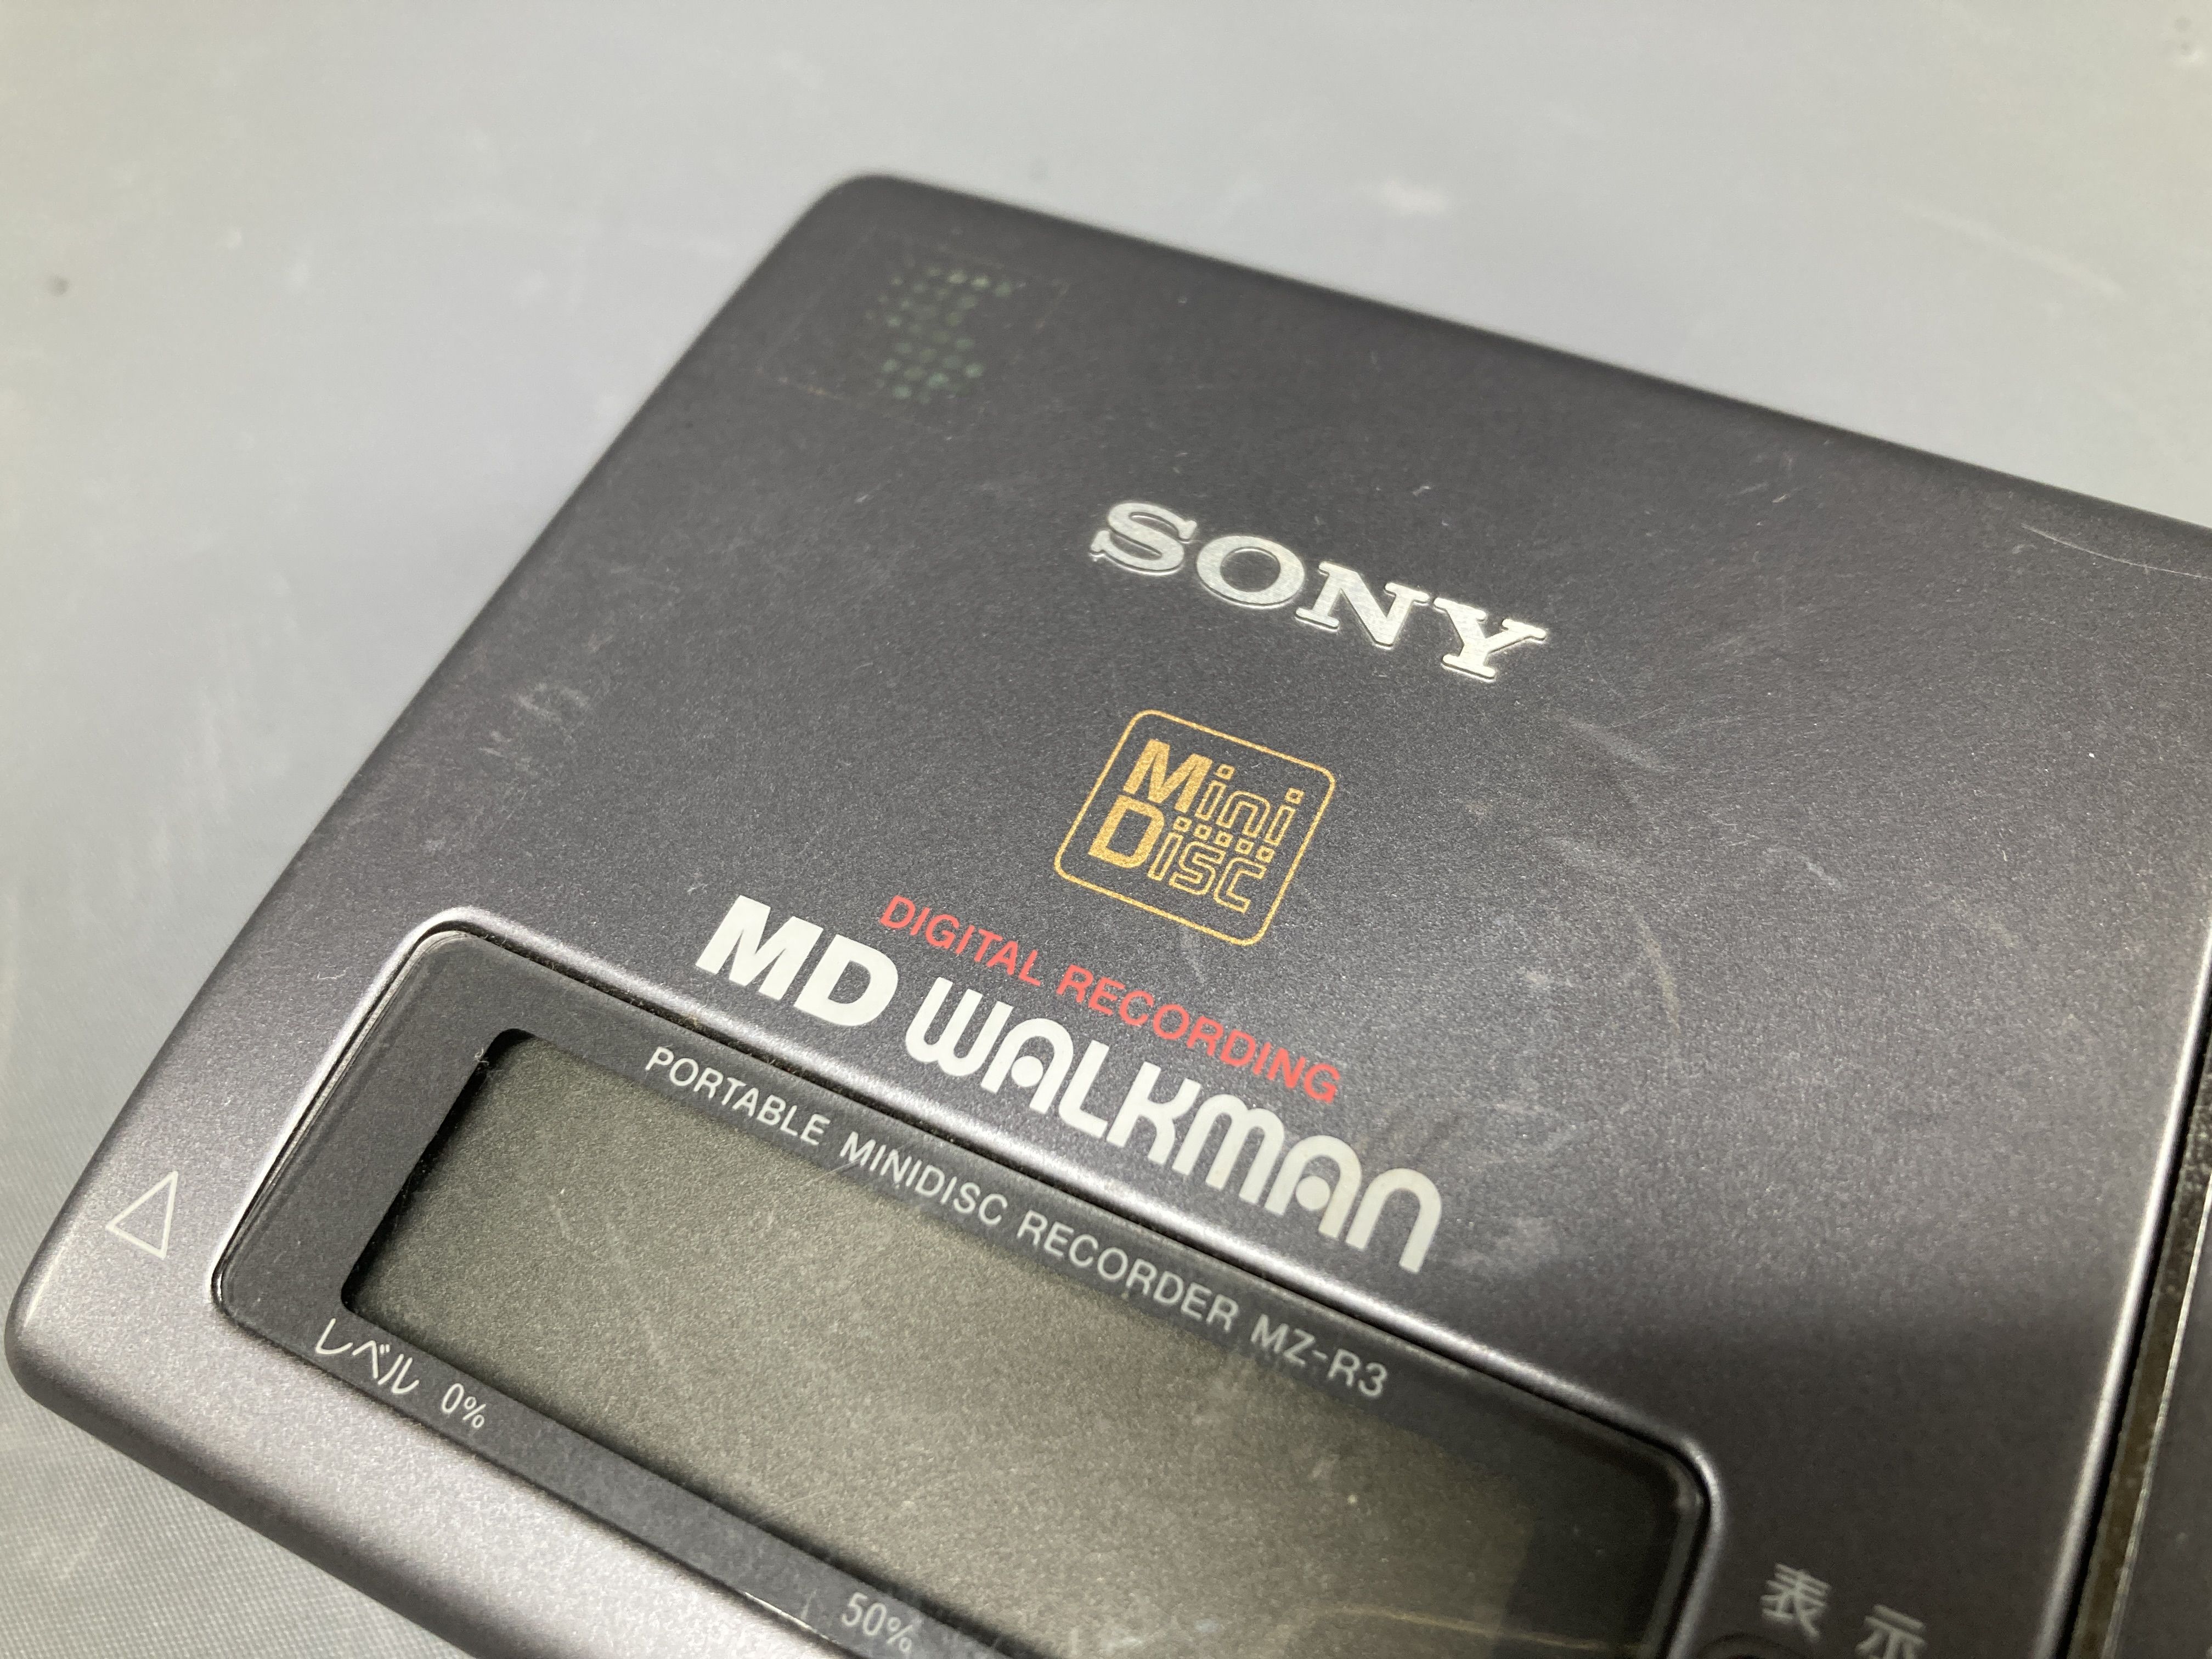 SONY
Mini
Disc
DIGITAL RECORDING
MD WALKMAN
PORTABLE MINIDISC RECORDER MZ-R3
レベル 0%
50%
表示